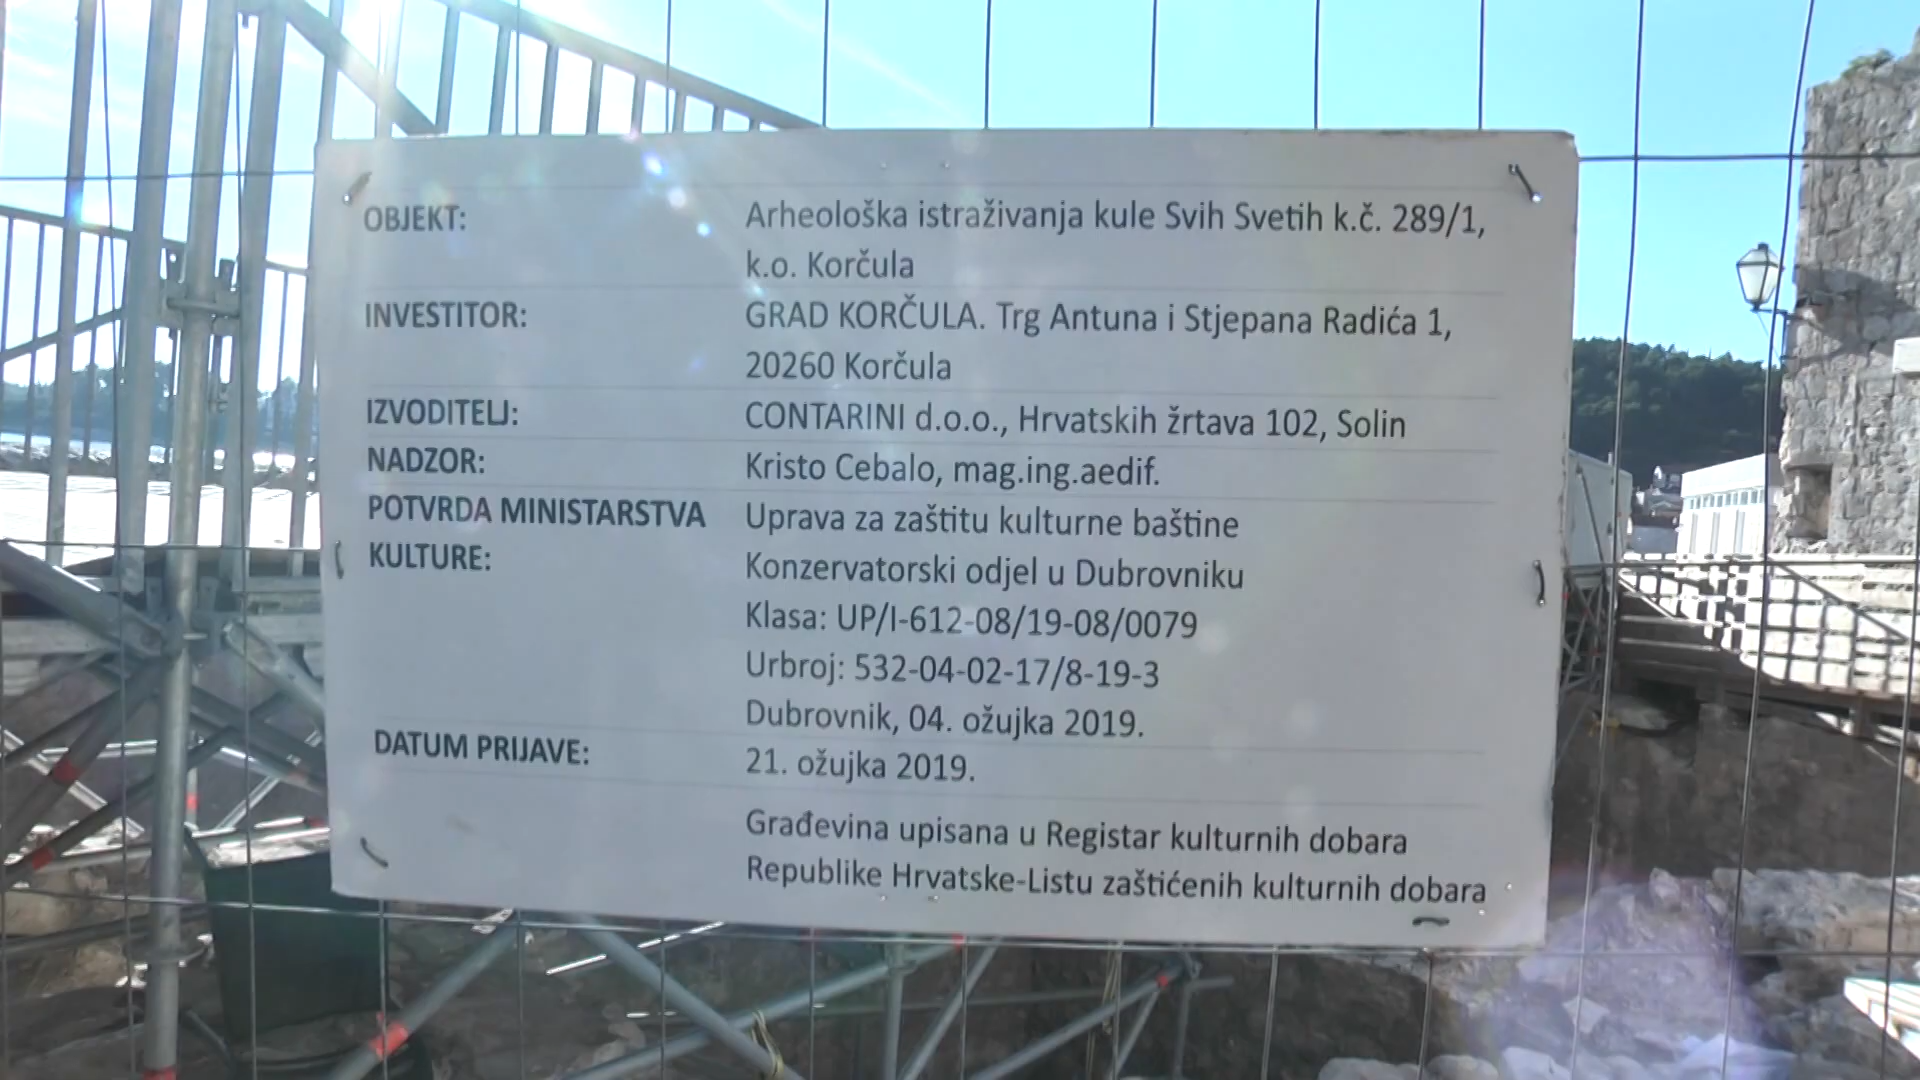 OBJEKT: Arheološka istraživanja kule Svih Svetih k.č. 289/1,
k.o. Korčula
INVESTITOR: GRAD KORČULA. Trg Antuna i Stjepana Radića 1,
20260 Korčula
IZVODITELJ: CONTARINI d.o.o., Hrvatskih žrtava 102, Solin
NADZOR: Kristo Cebalo, mag.ing.aedif.
POTVRDA MINISTARSTVA Uprava za zaštitu kulturne baštine
KULTURE: Konzervatorski odjel u Dubrovniku
Klasa: UP/I-612-08/19-08/0079
Urbroj: 532-04-02-17/8-19-3
Dubrovnik, 04. ožujka 2019.
DATUM PRIJAVE: 21. ožujka 2019.
Građevina upisana u Registar kulturnih dobara
Republike Hrvatske-Listu zaštićenih kulturnih dobara